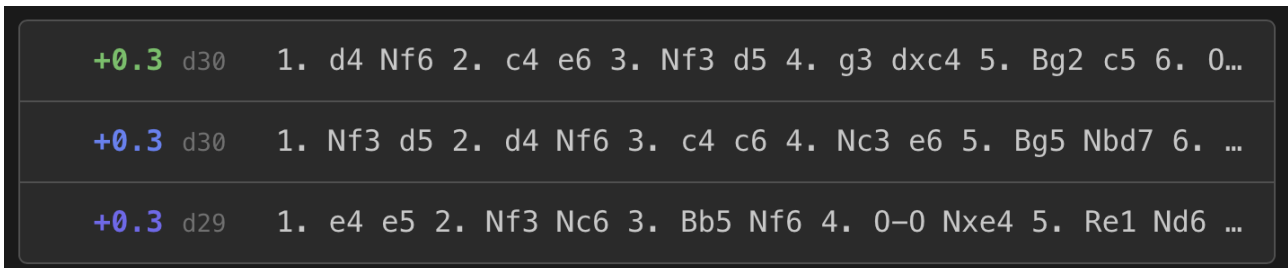 +0.3 d30 1. d4 Nf6 2. c4 e6 3. Nf3 d5 4. g3 dxc4 5. Bg2 c5 6. O…
+0.3 d30 1. Nf3 d5 2. d4 Nf6 3. c4 c6 4. Nc3 e6 5. Bg5 Nbd7 6. …
+0.3 d29 1. e4 e5 2. Nf3 Nc6 3. Bb5 Nf6 4. O-O Nxe4 5. Re1 Nd6 …